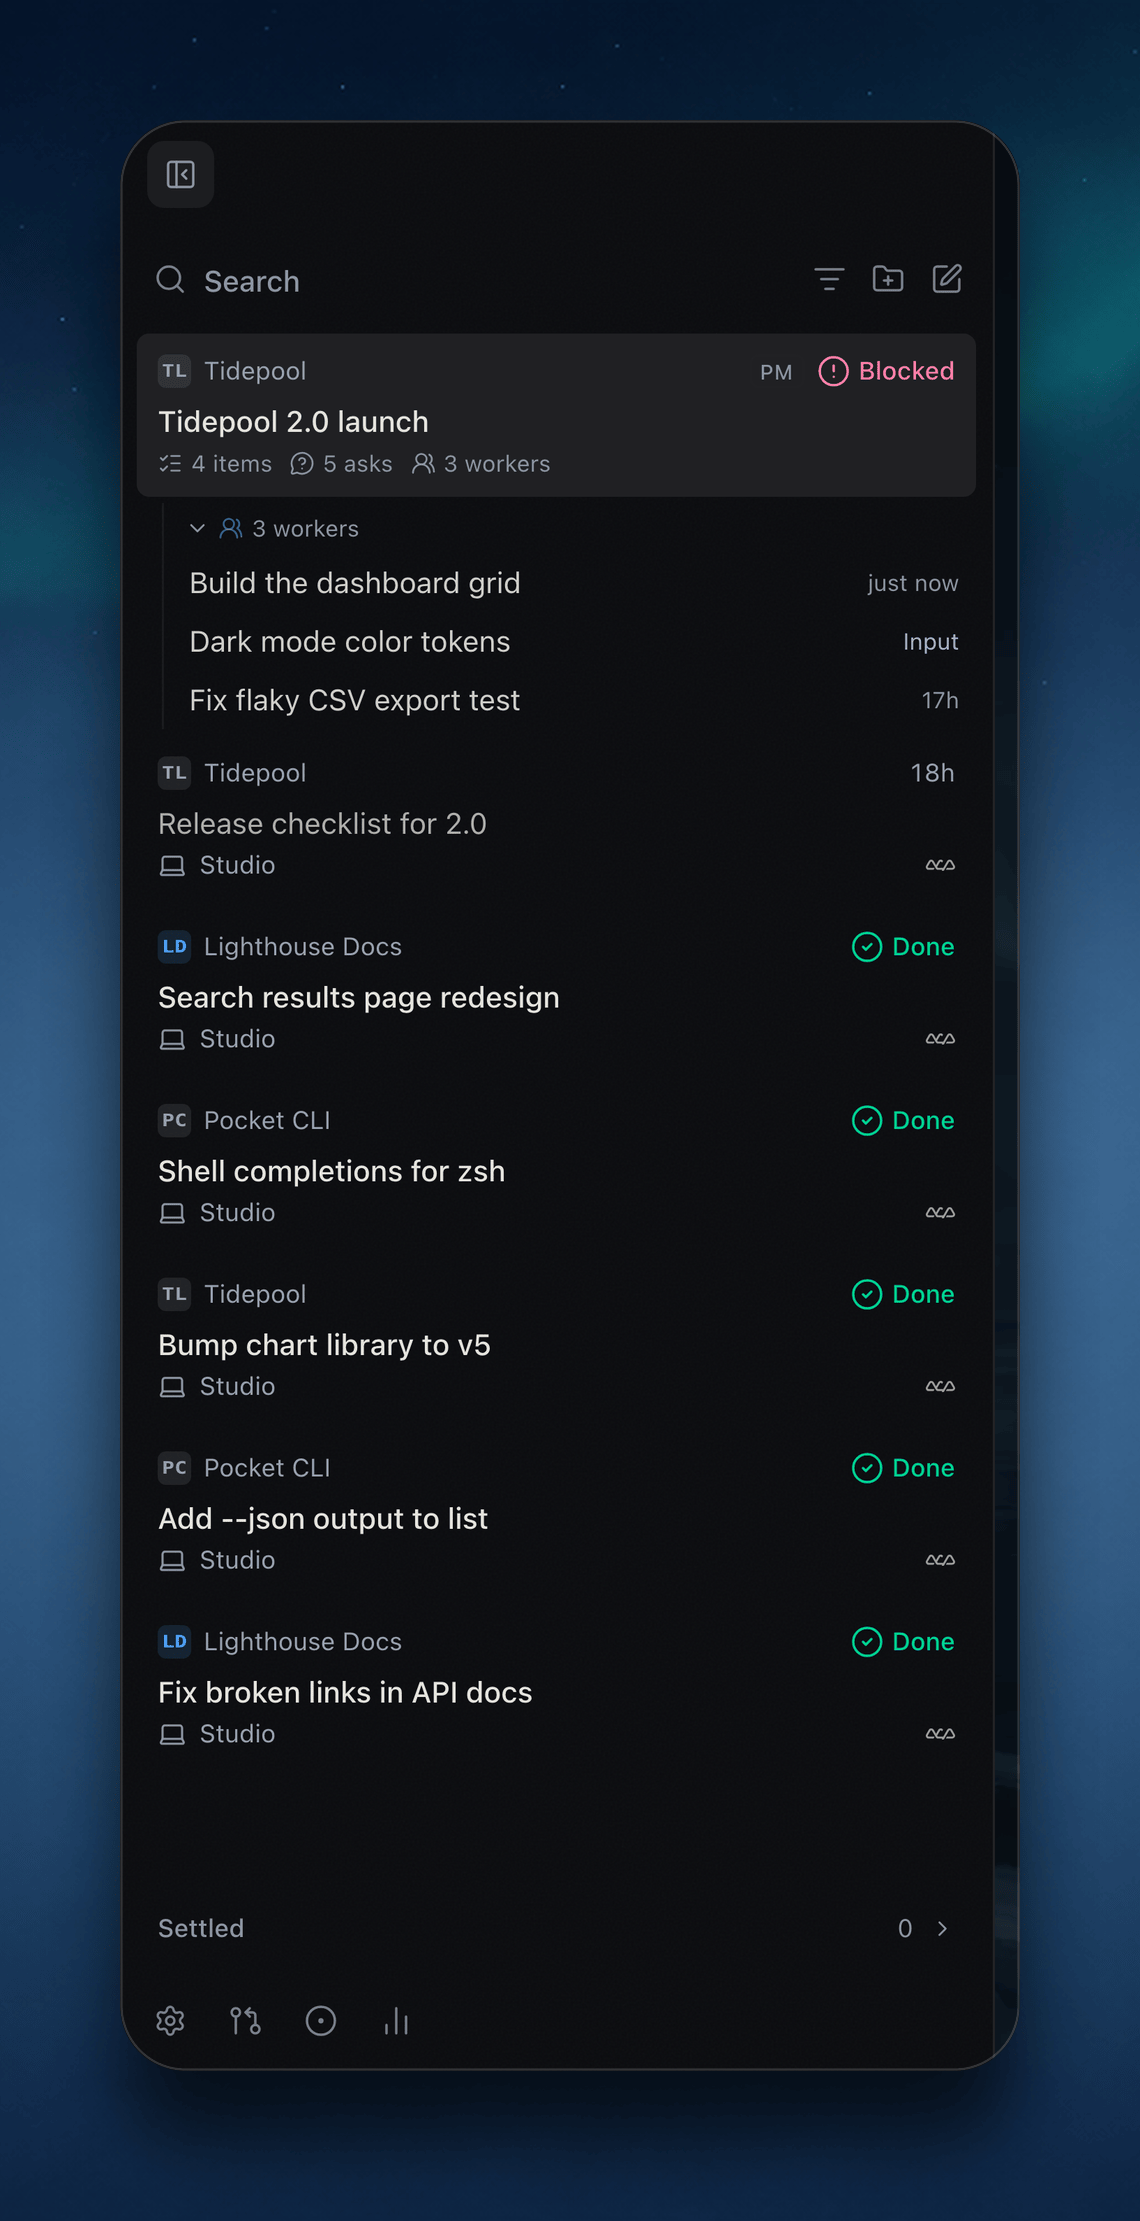 Search
TL Tidepool PM Blocked
Tidepool 2.0 launch
4 items 5 asks 3 workers
3 workers
Build the dashboard grid just now
Dark mode color tokens Input
Fix flaky CSV export test 17h
TL Tidepool 18h
Release checklist for 2.0
Studio
LD Lighthouse Docs Done
Search results page redesign
Studio
PC Pocket CLI Done
Shell completions for zsh
Studio
TL Tidepool Done
Bump chart library to v5
Studio
PC Pocket CLI Done
Add --json output to list
Studio
LD Lighthouse Docs Done
Fix broken links in API docs
Studio
Settled 0